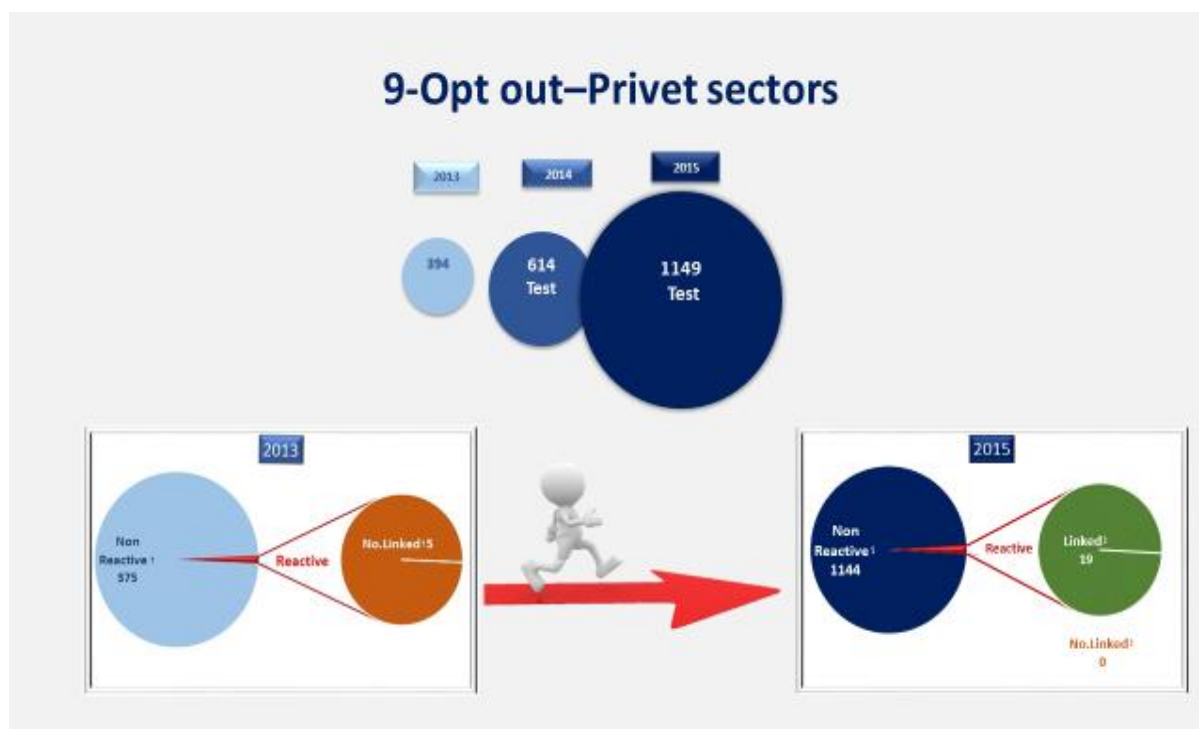 9-Opt out–Privet sectors
2013
2014
2015
394
614
Test
1149
Test
2013
Non
Reactive
No.Linked
5
Reactive
2015
Non
Reactive
1144
Reactive
Linked
19
No.Linked
0